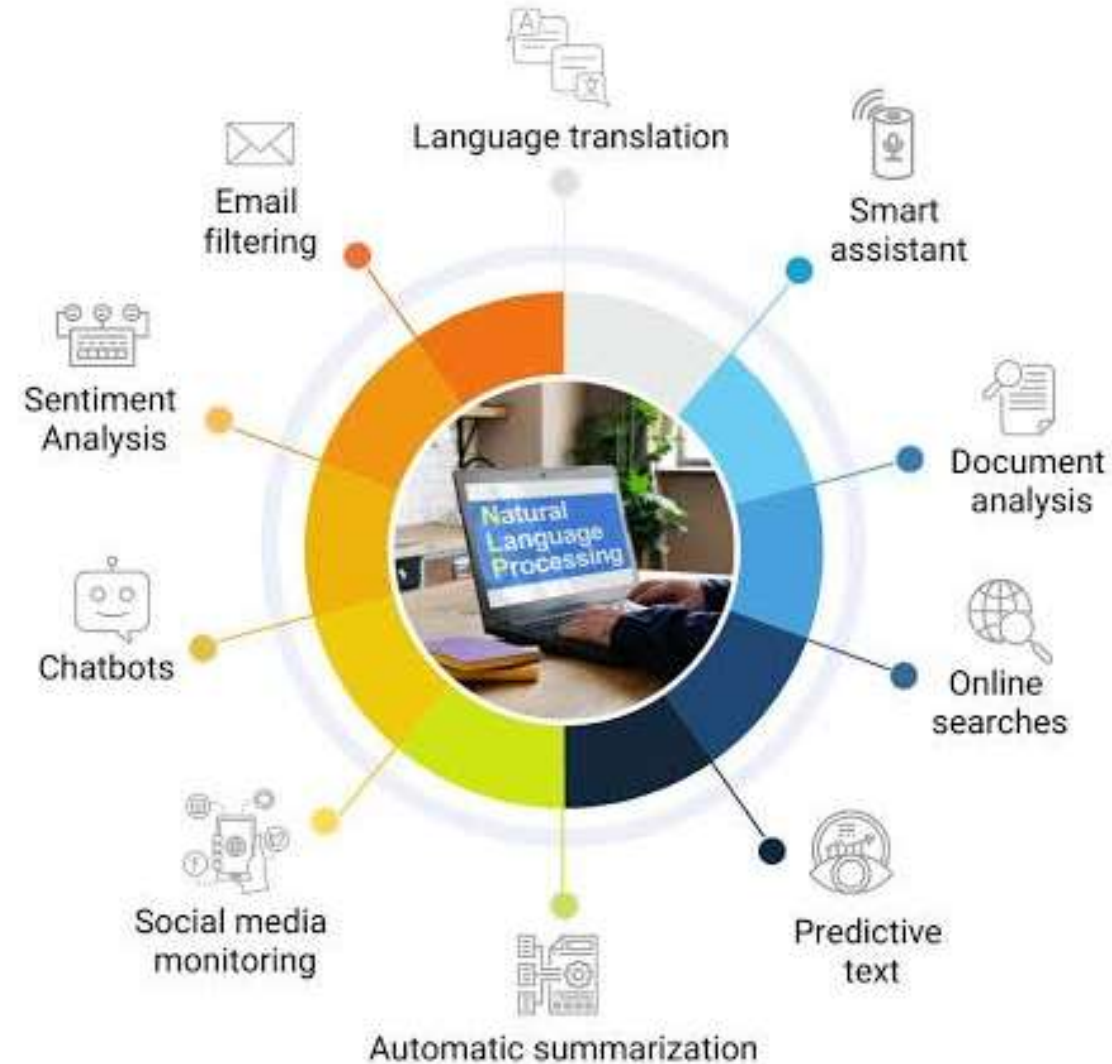 Language translation
Smart
assistant
Document
analysis
Online
searches
Predictive
text
Automatic summarization
Social media
monitoring
Chatbots
Sentiment
Analysis
Email
filtering
Natural
Language
Processing
A